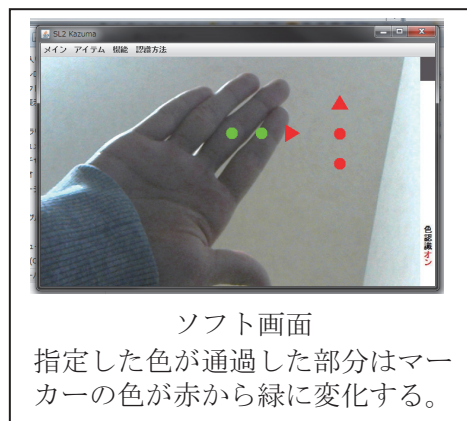 SL2 Kazuma
メイン アイテム 機能 認識方法
色認識オン
ソフト画面
指定した色が通過した部分はマー
カーの色が赤から緑に変化する。